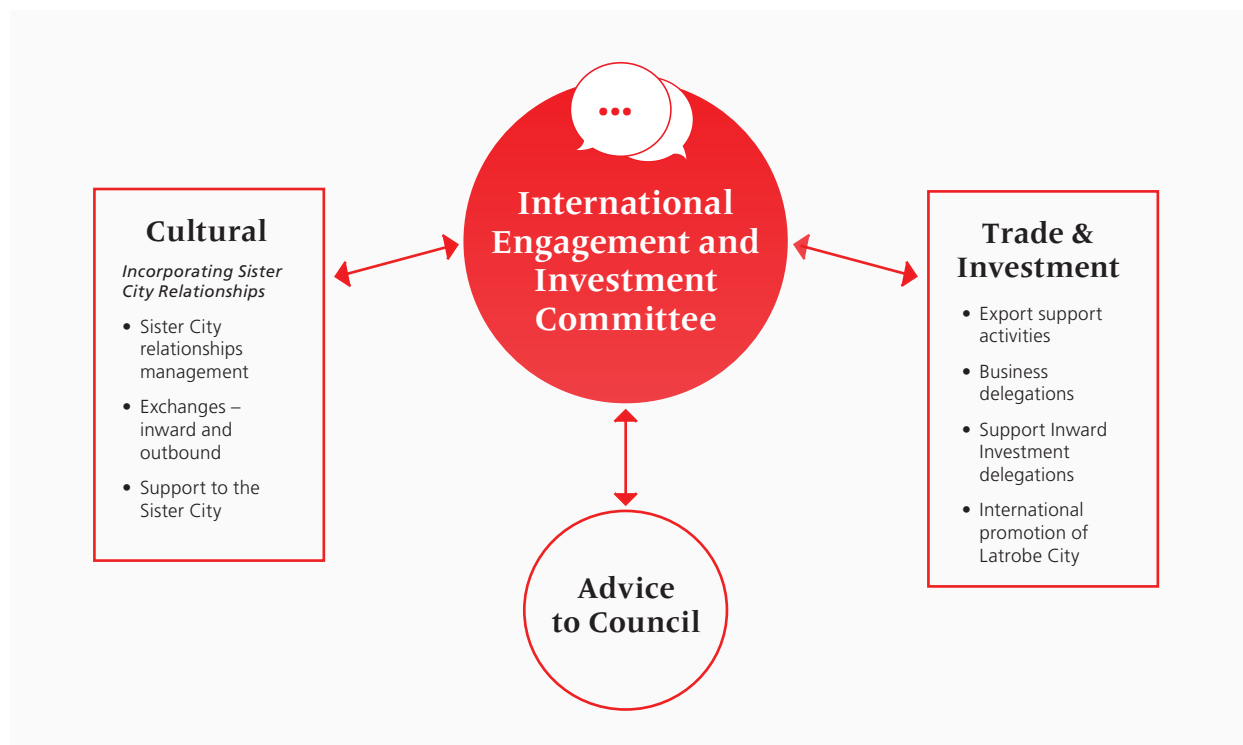 International
Engagement and
Investment
Committee
Cultural
Incorporating Sister
City Relationships
• Sister City
relationships
management
• Exchanges –
inward and
outbound
• Support to the
Sister City
Trade &
Investment
• Export support
activities
• Business
delegations
• Support Inward
Investment
delegations
• International
promotion of
Latrobe City
Advice
to Council